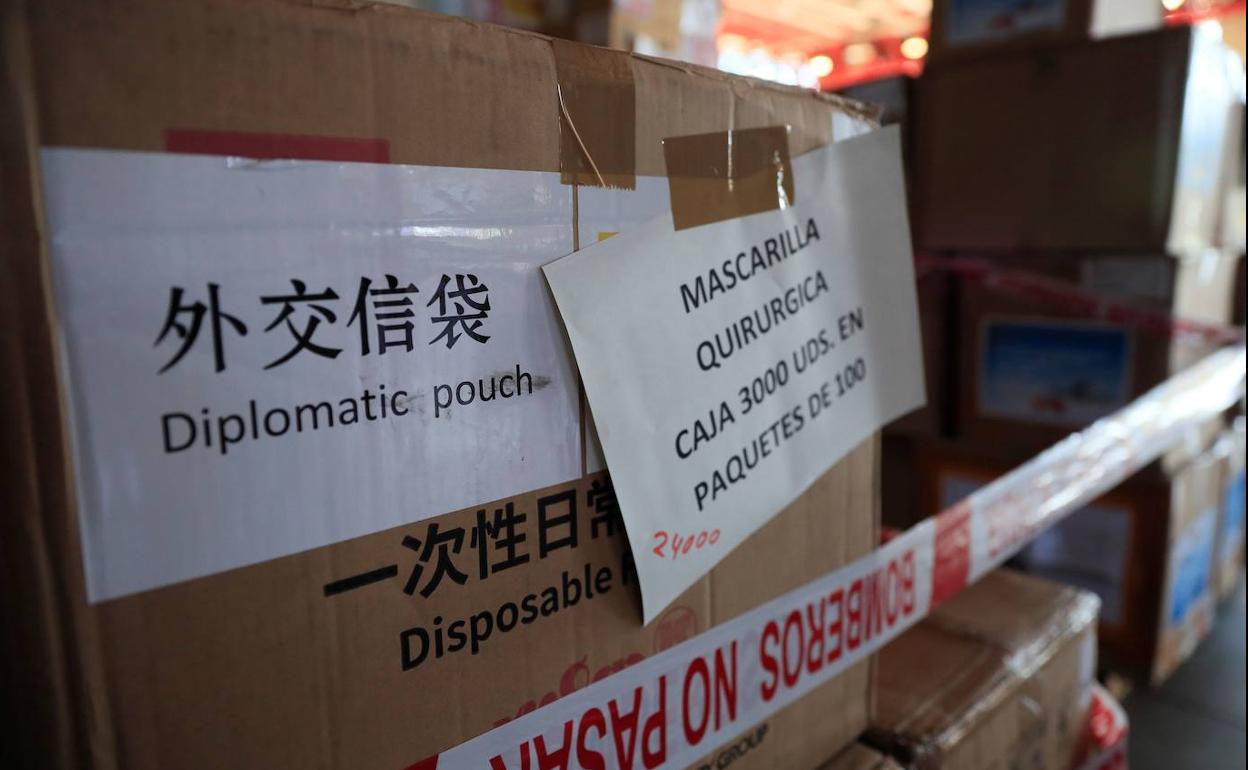 外交信袋
Diplomatic pouch
MASCARILLA
QUIRURGICA
CAJA 3000 UDS. EN
PAQUETES DE 100
24000
一次性日常
Disposable
BOMBEROS NO PASAR
GROUP